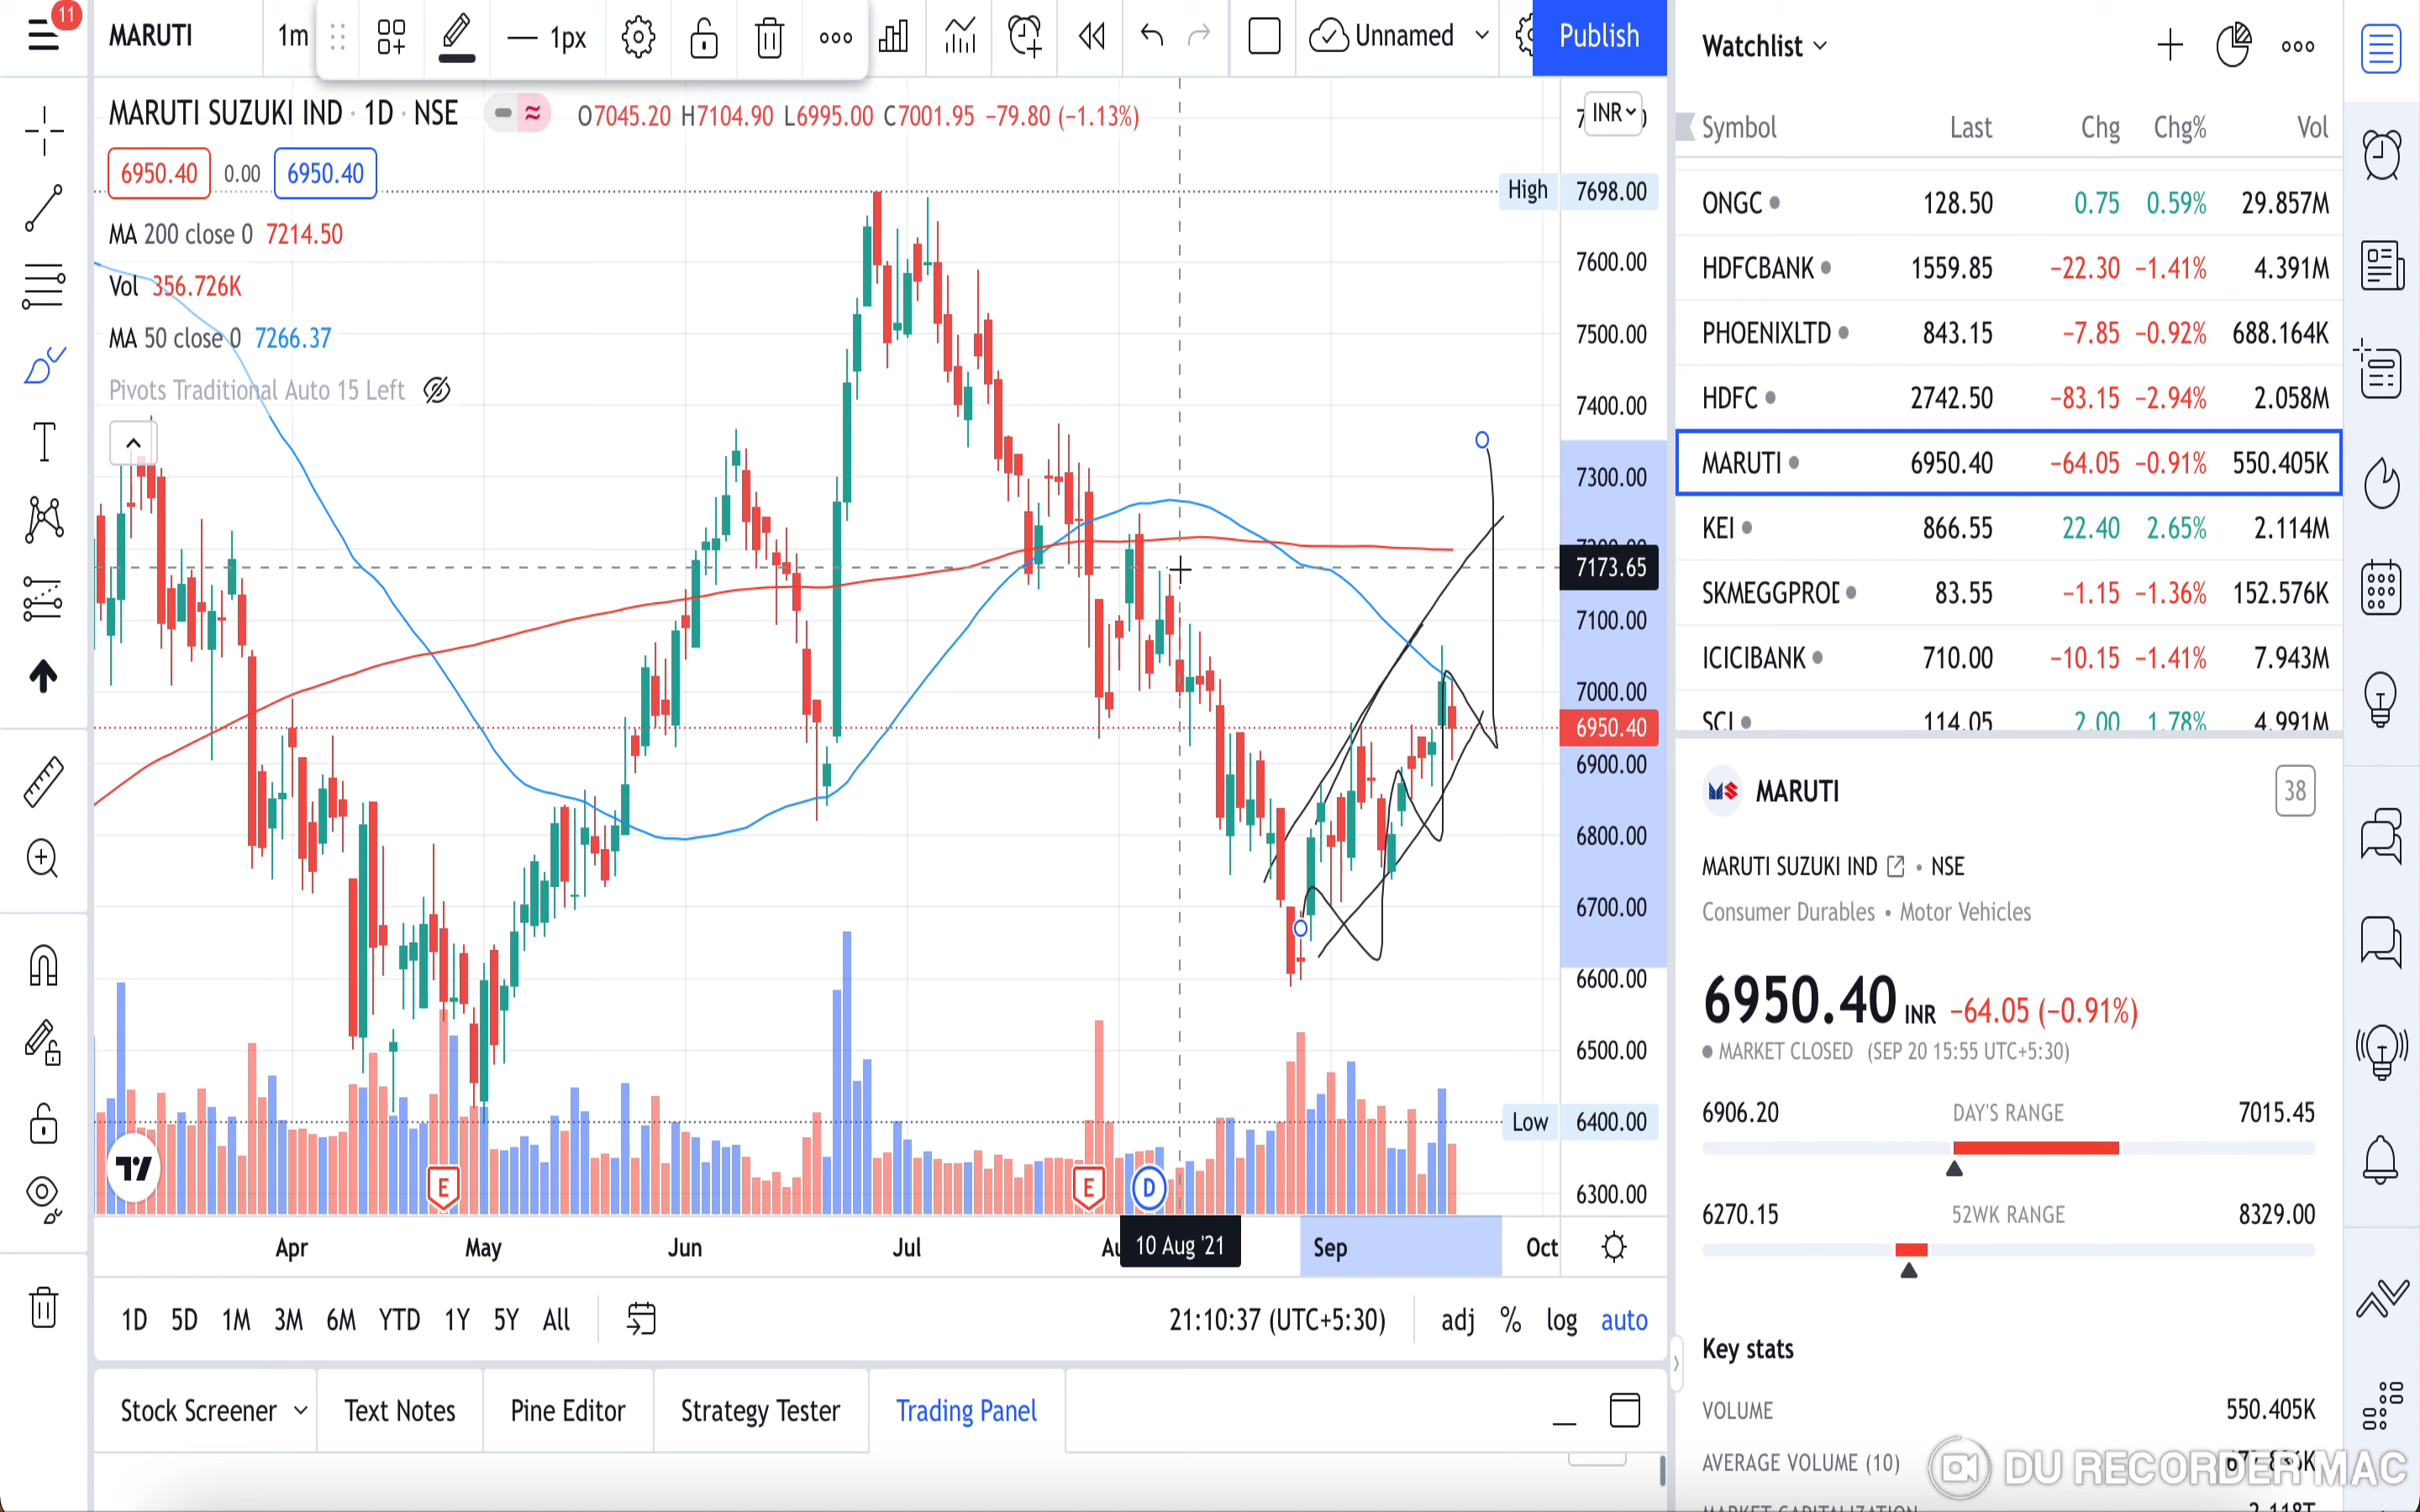 11
MARUTI
1m
1px
Unnamed
Publish
MARUTI SUZUKI IND · 1D · NSE
O7045.20 H7104.90 L6995.00 C7001.95 −79.80 (−1.13%)
INR
6950.40 0.00 6950.40
MA 200 close 0 7214.50
Vol 356.726K
MA 50 close 0 7266.37
Pivots Traditional Auto 15 Left
High 7698.00
7600.00
7500.00
7400.00
7300.00
7173.65
7100.00
7000.00
6950.40
6900.00
6800.00
6700.00
6600.00
6500.00
Low 6400.00
6300.00
E
E
D
Apr
May
Jun
Jul
10 Aug '21
Sep
Oct
1D 5D 1M 3M 6M YTD 1Y 5Y All
21:10:37 (UTC+5:30)
adj % log auto
Stock Screener
Text Notes
Pine Editor
Strategy Tester
Trading Panel
Watchlist
Symbol Last Chg Chg% Vol
ONGC 128.50 0.75 0.59% 29.857M
HDFCBANK 1559.85 −22.30 −1.41% 4.391M
PHOENIXLTD 843.15 −7.85 −0.92% 688.164K
HDFC 2742.50 −83.15 −2.94% 2.058M
MARUTI 6950.40 −64.05 −0.91% 550.405K
KEI 866.55 22.40 2.65% 2.114M
SKMEGGPROD 83.55 −1.15 −1.36% 152.576K
ICICIBANK 710.00 −10.15 −1.41% 7.943M
SCI 114.05 2.00 1.78% 4.991M
MARUTI
38
MARUTI SUZUKI IND • NSE
Consumer Durables • Motor Vehicles
6950.40 INR −64.05 (−0.91%)
MARKET CLOSED (SEP 20 15:55 UTC+5:30)
6906.20 DAY'S RANGE 7015.45
6270.15 52WK RANGE 8329.00
Key stats
VOLUME 550.405K
AVERAGE VOLUME (10)
DU RECORDER MAC